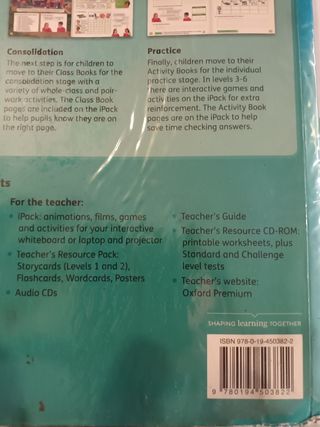 Consolidation
The next step is for children to
move to their Class Books for the
consolidation stage with a
variety of whole-class and pair-
work activities. The Class Book
pages are included on the iPack
to help pupils know they are on
the right page.
Practice
Finally, children move to their
Activity Books for the individual
practice stage. In levels 3-6
there are interactive games and
activities on the iPack for extra
reinforcement. The Activity Book
pages are on the iPack to help
save time checking answers.
ts
For the teacher:
• iPack: animations, films, games
and activities for your interactive
whiteboard or laptop and projector
• Teacher's Resource Pack:
Storycards (Levels 1 and 2),
Flashcards, Wordcards, Posters
• Audio CDs
• Teacher's Guide
• Teacher's Resource CD-ROM:
printable worksheets, plus
Standard and Challenge
level tests
• Teacher's website:
Oxford Premium
SHAPING learning TOGETHER
ISBN 978-0-19-450382-2
9 780194 503822